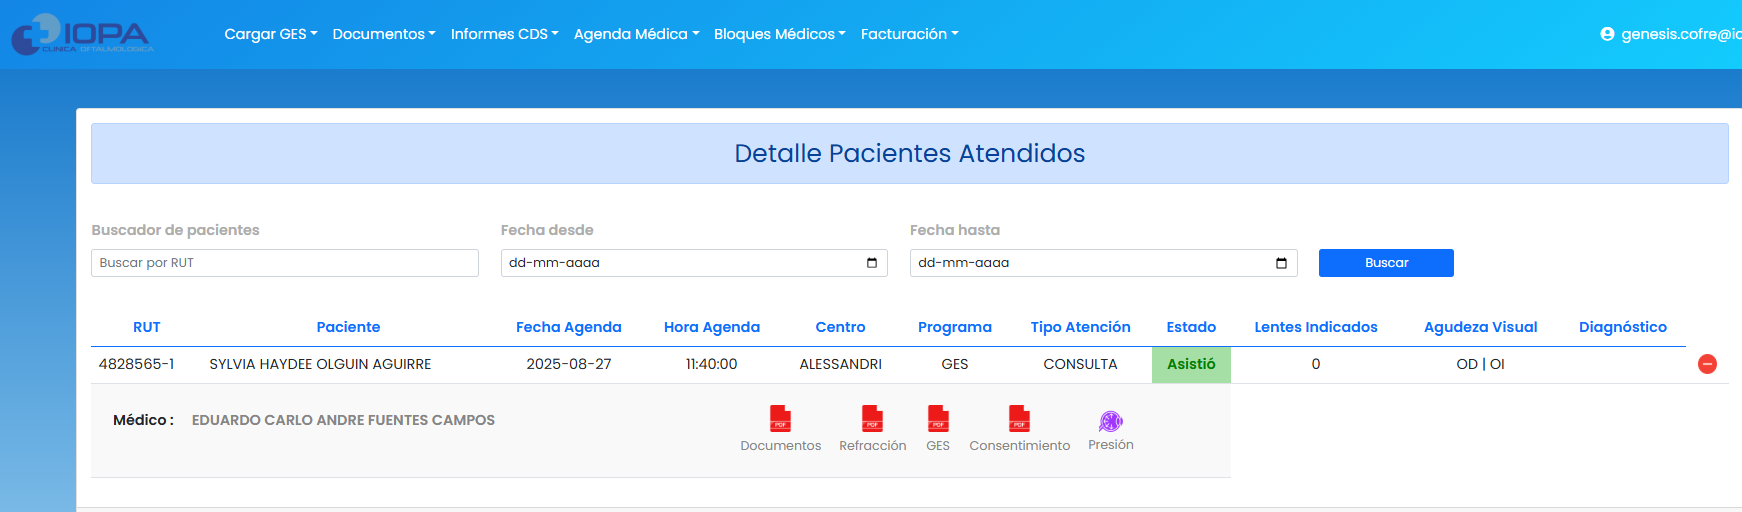 IOPA
CLINICA OFTALMOLOGICA
Cargar GES Documentos Informes CDS Agenda Médica Bloques Médicos Facturación genesis.cofre@io
Detalle Pacientes Atendidos
Buscador de pacientes Fecha desde Fecha hasta
Buscar por RUT dd-mm-aaaa dd-mm-aaaa Buscar
RUT Paciente Fecha Agenda Hora Agenda Centro Programa Tipo Atención Estado Lentes Indicados Agudeza Visual Diagnóstico
4828565-1 SYLVIA HAYDEE OLGUIN AGUIRRE 2025-08-27 11:40:00 ALESSANDRI GES CONSULTA Asistió 0 OD | OI
Médico : EDUARDO CARLO ANDRE FUENTES CAMPOS
PDF PDF PDF PDF
Documentos Refracción GES Consentimiento Presión